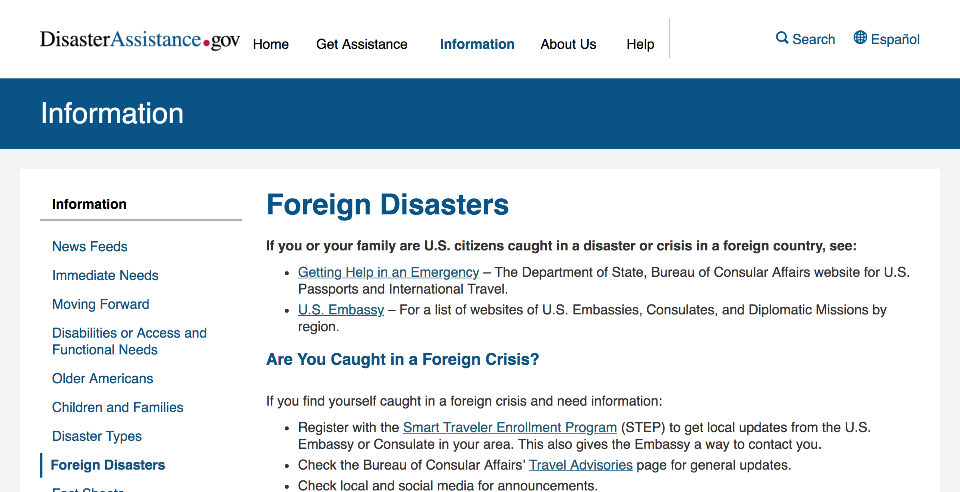 DisasterAssistance.gov Home Get Assistance Information About Us Help Search Español
Information
Information
News Feeds
Immediate Needs
Moving Forward
Disabilities or Access and
Functional Needs
Older Americans
Children and Families
Disaster Types
Foreign Disasters
Fact Sheets
Foreign Disasters
If you or your family are U.S. citizens caught in a disaster or crisis in a foreign country, see:
• Getting Help in an Emergency – The Department of State, Bureau of Consular Affairs website for U.S.
Passports and International Travel.
• U.S. Embassy – For a list of websites of U.S. Embassies, Consulates, and Diplomatic Missions by
region.
Are You Caught in a Foreign Crisis?
If you find yourself caught in a foreign crisis and need information:
• Register with the Smart Traveler Enrollment Program (STEP) to get local updates from the U.S.
Embassy or Consulate in your area. This also gives the Embassy a way to contact you.
• Check the Bureau of Consular Affairs’ Travel Advisories page for general updates.
• Check local and social media for announcements.